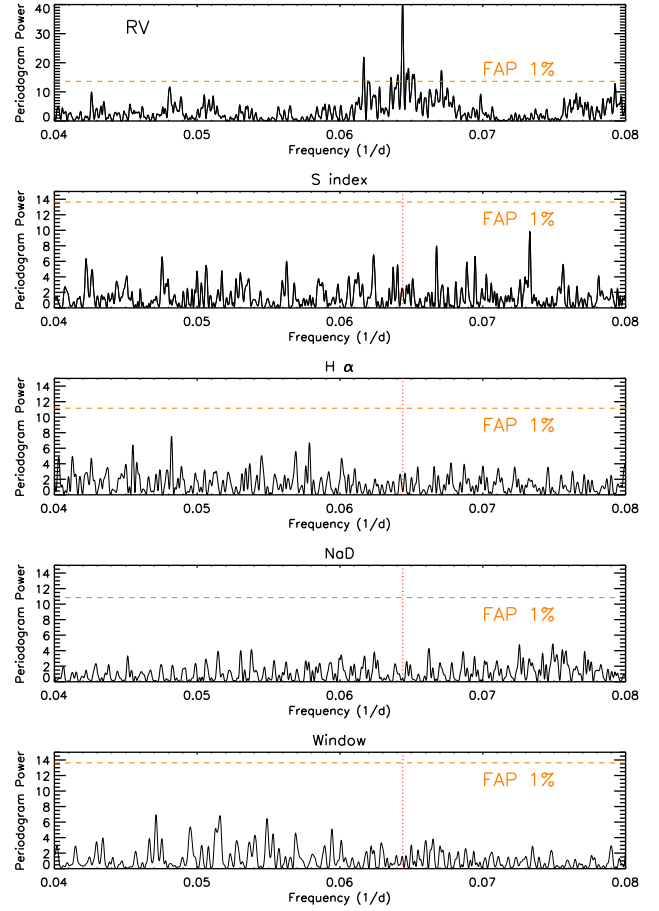 RV
FAP 1%
Periodogram Power
40
30
20
10
0
0.04 0.05 0.06 0.07 0.08
Frequency (1/d)
S index
FAP 1%
Periodogram Power
14
12
10
8
6
4
2
0
0.04 0.05 0.06 0.07 0.08
Frequency (1/d)
H α
FAP 1%
Periodogram Power
14
12
10
8
6
4
2
0
0.04 0.05 0.06 0.07 0.08
Frequency (1/d)
NaD
FAP 1%
Periodogram Power
14
12
10
8
6
4
2
0
0.04 0.05 0.06 0.07 0.08
Frequency (1/d)
Window
FAP 1%
Periodogram Power
14
12
10
8
6
4
2
0
0.04 0.05 0.06 0.07 0.08
Frequency (1/d)